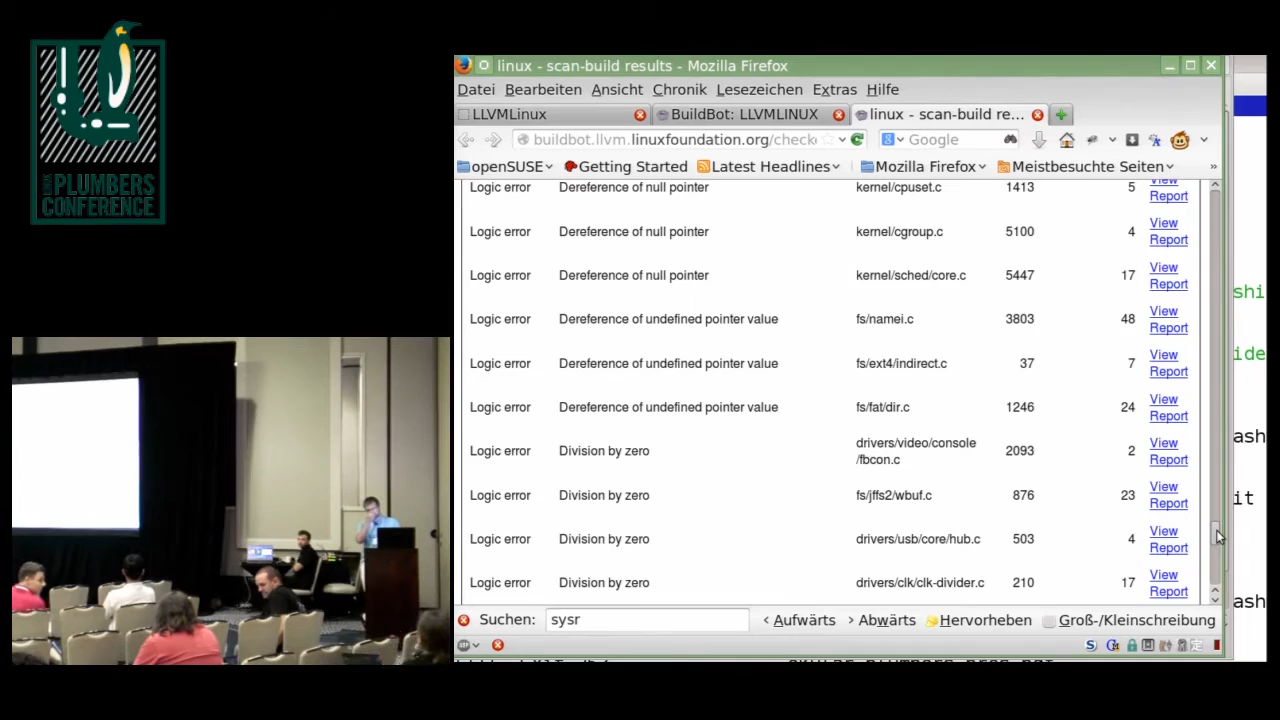 LINUX
PLUMBERS
CONFERENCE
linux - scan-build results - Mozilla Firefox
Datei Bearbeiten Ansicht Chronik Lesezeichen Extras Hilfe
LLVMLinux BuildBot: LLVMLINUX linux - scan-build re...
buildbot.llvm.linuxfoundation.org/check Google
openSUSE Getting Started Latest Headlines Mozilla Firefox Meistbesuchte Seiten »
Logic error Dereference of null pointer kernel/cpuset.c 1413 5 View
Report
Logic error Dereference of null pointer kernel/cgroup.c 5100 4 View
Report
Logic error Dereference of null pointer kernel/sched/core.c 5447 17 View
Report
Logic error Dereference of undefined pointer value fs/namei.c 3803 48 View
Report
Logic error Dereference of undefined pointer value fs/ext4/indirect.c 37 7 View
Report
Logic error Dereference of undefined pointer value fs/fat/dir.c 1246 24 View
Report
Logic error Division by zero drivers/video/console
/fbcon.c 2093 2 View
Report
Logic error Division by zero fs/jffs2/wbuf.c 876 23 View
Report
Logic error Division by zero drivers/usb/core/hub.c 503 4 View
Report
Logic error Division by zero drivers/clk/clk-divider.c 210 17 View
Report
Suchen: sysr < Aufwärts > Abwärts Hervorheben Groß-/Kleinschreibung
shi
ide
ash
it
ash